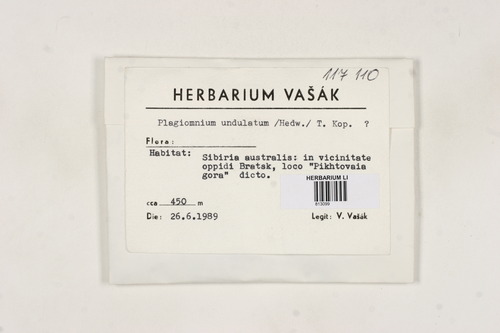 117 110
HERBARIUM VAŠÁK
Plagiomnium undulatum /Hedw./ T. Kop. ?
Flora:
Habitat: Sibiria australis: in vicinitate
oppidi Bratsk, loco "Pikhtovaia
gora" dicto.
HERBARIUM LI
cca 450 m
Die: 26.6.1989
Legit: V. Vašák